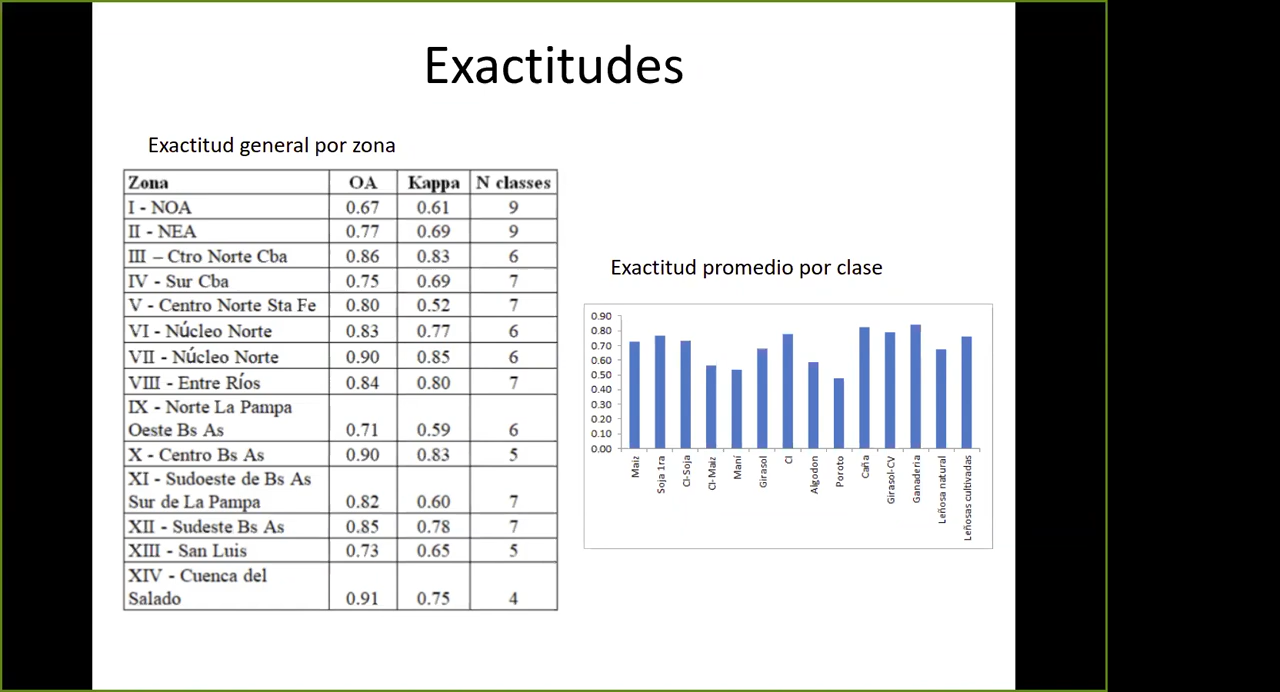 Exactitudes
Exactitud general por zona
Zona OA Kappa N classes
I - NOA 0.67 0.61 9
II - NEA 0.77 0.69 9
III – Ctro Norte Cba 0.86 0.83 6
IV - Sur Cba 0.75 0.69 7
V - Centro Norte Sta Fe 0.80 0.52 7
VI - Núcleo Norte 0.83 0.77 6
VII - Núcleo Norte 0.90 0.85 6
VIII - Entre Ríos 0.84 0.80 7
IX - Norte La Pampa
Oeste Bs As 0.71 0.59 6
X - Centro Bs As 0.90 0.83 5
XI - Sudoeste de Bs As
Sur de La Pampa 0.82 0.60 7
XII - Sudeste Bs As 0.85 0.78 7
XIII - San Luis 0.73 0.65 5
XIV - Cuenca del
Salado 0.91 0.75 4
Exactitud promedio por clase
0.90
0.80
0.70
0.60
0.50
0.40
0.30
0.20
0.10
0.00
Maiz
Soja 1ra
CI-Soja
CI-Maiz
Maní
Girasol
CI
Algodon
Poroto
Caña
Girasol-CV
Ganaderia
Leñosa natural
Leñosas cultivadas